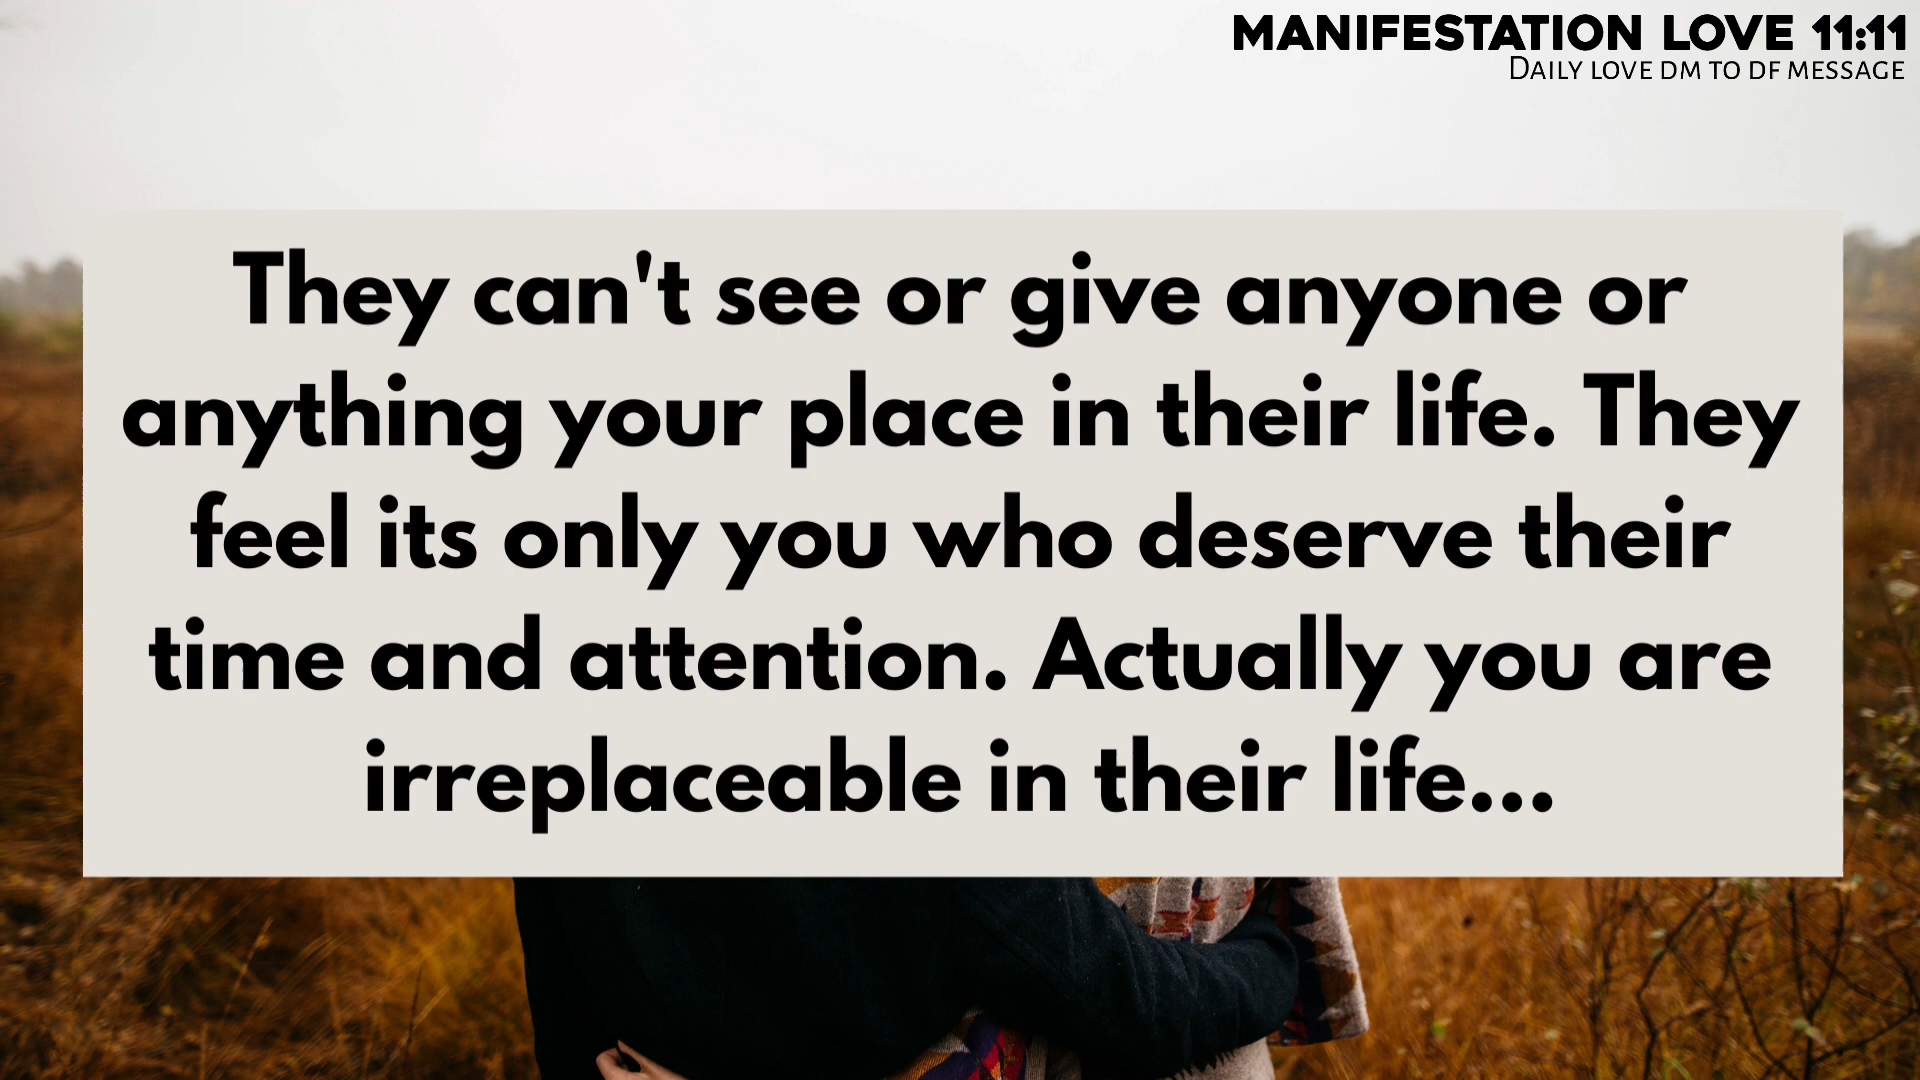 MANIFESTATION LOVE 11:11
DAILY LOVE DM TO DF MESSAGE
They can't see or give anyone or
anything your place in their life. They
feel its only you who deserve their
time and attention. Actually you are
irreplaceable in their life...